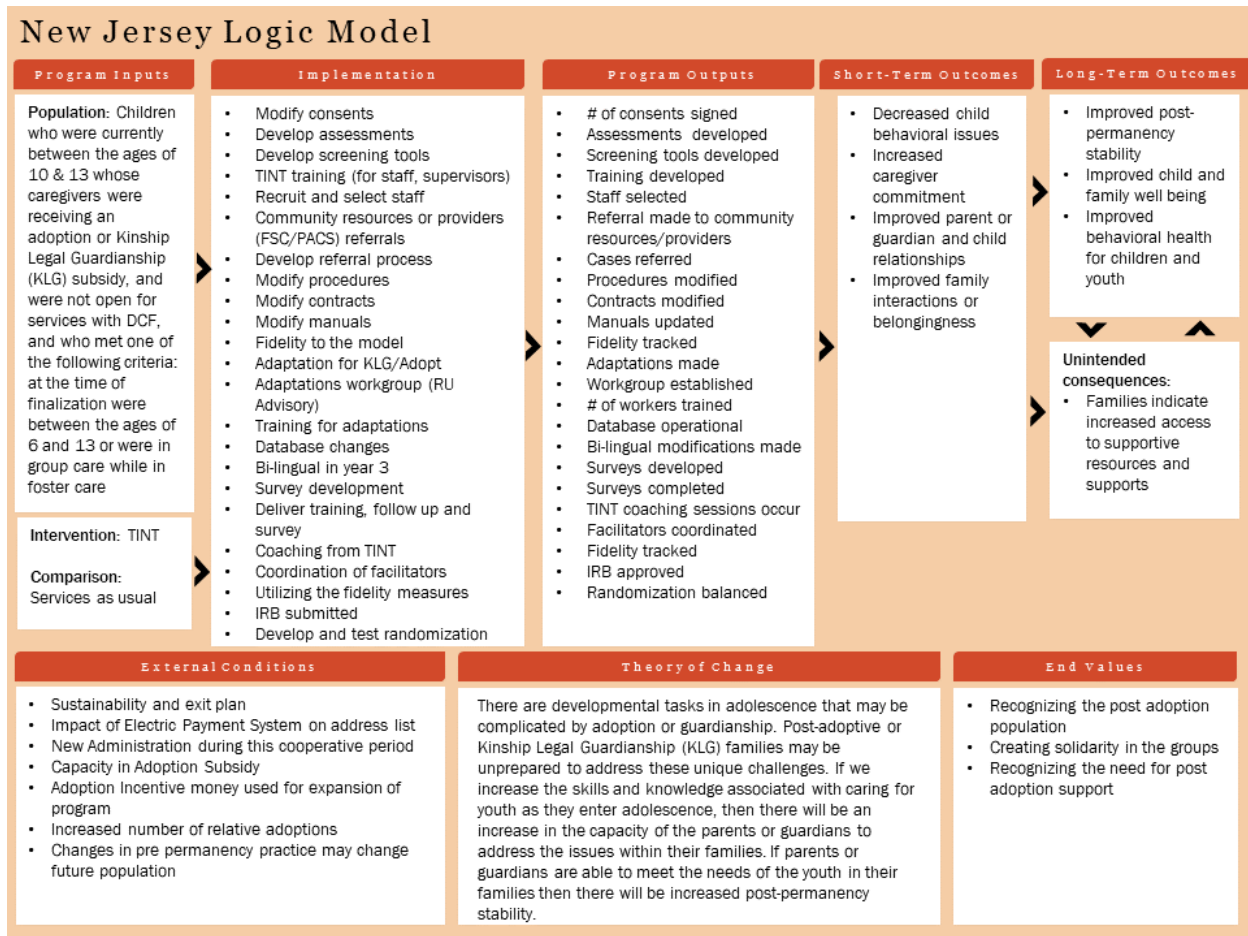 New Jersey Logic Model
Program Inputs
Population: Children
who were currently
between the ages of
10 & 13 whose
caregivers were
receiving an
adoption or Kinship
Legal Guardianship
(KLG) subsidy, and
were not open for
services with DCF,
and who met one of
the following criteria:
at the time of
finalization were
between the ages of
6 and 13 or were in
group care while in
foster care
Intervention: TINT
Comparison:
Services as usual
Implementation
• Modify consents
• Develop assessments
• Develop screening tools
• TINT training (for staff, supervisors)
• Recruit and select staff
• Community resources or providers
(FSC/PACS) referrals
• Develop referral process
• Modify procedures
• Modify contracts
• Modify manuals
• Fidelity to the model
• Adaptation for KLG/Adopt
• Adaptations workgroup (RU
Advisory)
• Training for adaptations
• Database changes
• Bi-lingual in year 3
• Survey development
• Deliver training, follow up and
survey
• Coaching from TINT
• Coordination of facilitators
• Utilizing the fidelity measures
• IRB submitted
• Develop and test randomization
Program Outputs
• # of consents signed
• Assessments developed
• Screening tools developed
• Training developed
• Staff selected
• Referral made to community
resources/providers
• Cases referred
• Procedures modified
• Contracts modified
• Manuals updated
• Fidelity tracked
• Adaptations made
• Workgroup established
• # of workers trained
• Database operational
• Bi-lingual modifications made
• Surveys developed
• Surveys completed
• TINT coaching sessions occur
• Facilitators coordinated
• Fidelity tracked
• IRB approved
• Randomization balanced
Short-Term Outcomes
• Decreased child
behavioral issues
• Increased
caregiver
commitment
• Improved parent or
guardian and child
relationships
• Improved family
interactions or
belongingness
Long-Term Outcomes
• Improved post-
permanency
stability
• Improved child and
family well being
• Improved
behavioral health
for children and
youth
Unintended
consequences:
• Families indicate
increased access
to supportive
resources and
supports
External Conditions
• Sustainability and exit plan
• Impact of Electric Payment System on address list
• New Administration during this cooperative period
• Capacity in Adoption Subsidy
• Adoption Incentive money used for expansion of
program
• Increased number of relative adoptions
• Changes in pre permanency practice may change
future population
Theory of Change
There are developmental tasks in adolescence that may be
complicated by adoption or guardianship. Post-adoptive or
Kinship Legal Guardianship (KLG) families may be
unprepared to address these unique challenges. If we
increase the skills and knowledge associated with caring for
youth as they enter adolescence, then there will be an
increase in the capacity of the parents or guardians to
address the issues within their families. If parents or
guardians are able to meet the needs of the youth in their
families then there will be increased post-permanency
stability.
End Values
• Recognizing the post adoption
population
• Creating solidarity in the groups
• Recognizing the need for post
adoption support